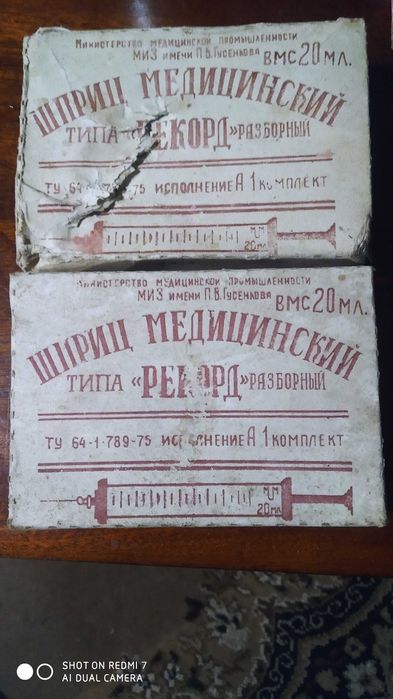 Министерство медицинской промышленности
МИЗ имени П.В.Гусенкова ВМС 20 МЛ.
ШПРИЦ МЕДИЦИНСКИЙ
ТИПА «РЕКОРД» РАЗБОРНЫЙ
ТУ 64- -75 ИСПОЛНЕНИЕ А 1 КОМПЛЕКТ
20 МЛ
Министерство медицинской промышленности
МИЗ имени П.В.Гусенкова ВМС 20 МЛ.
ШПРИЦ МЕДИЦИНСКИЙ
ТИПА «РЕКОРД» РАЗБОРНЫЙ
ТУ 64-1-789-75 ИСПОЛНЕНИЕ А 1 КОМПЛЕКТ
20 МЛ
SHOT ON REDMI 7
AI DUAL CAMERA